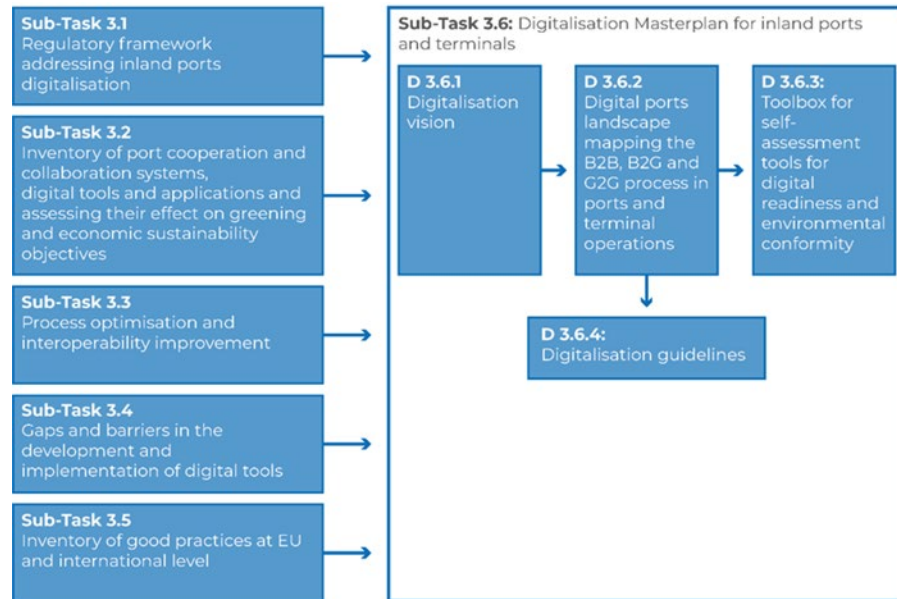 Sub-Task 3.1
Regulatory framework
addressing inland ports
digitalisation
Sub-Task 3.2
Inventory of port cooperation and
collaboration systems,
digital tools and applications and
assessing their effect on greening
and economic sustainability
objectives
Sub-Task 3.3
Process optimisation and
interoperability improvement
Sub-Task 3.4
Gaps and barriers in the
development and
implementation of digital tools
Sub-Task 3.5
Inventory of good practices at EU
and international level
Sub-Task 3.6: Digitalisation Masterplan for inland ports
and terminals
D 3.6.1
Digitalisation
vision
D 3.6.2
Digital ports
landscape
mapping the
B2B, B2G and
G2G process in
ports and
terminal
operations
D 3.6.3:
Toolbox for
self-
assessment
tools for
digital
readiness and
environmental
conformity
D 3.6.4:
Digitalisation guidelines